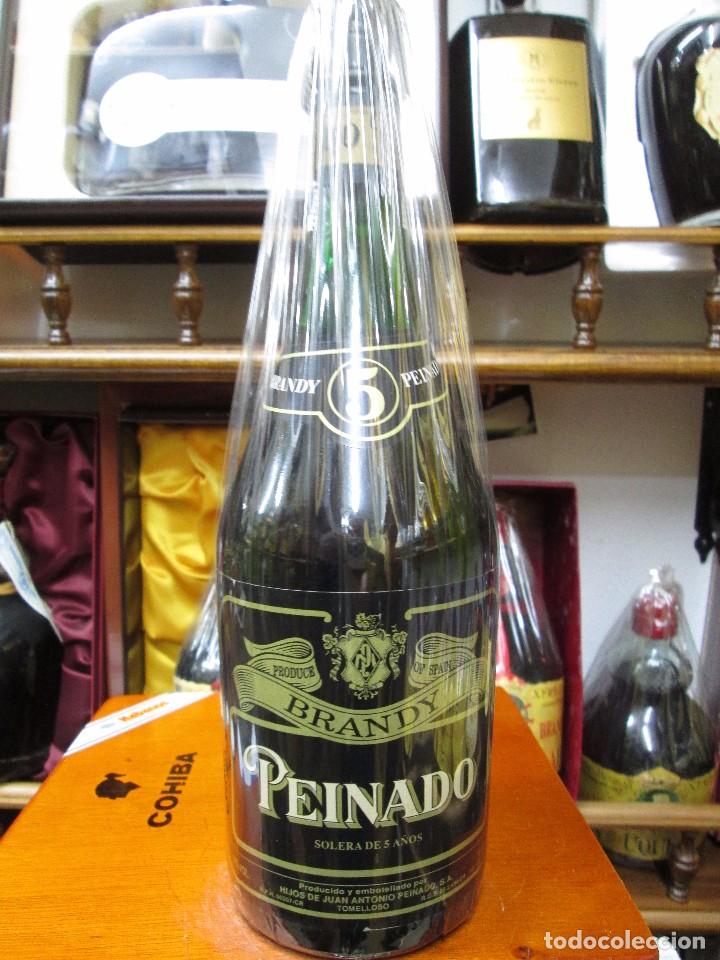 BRANDY 5 PEINADO
PRODUCE OF SPAIN
BRANDY
PEINADO
SOLERA DE 5 AÑOS
Producido y embotellado por
HIJOS DE JUAN ANTONIO PEINADO, S.A.
TOMELLOSO
Habanos
COHIBA
todocoleccion